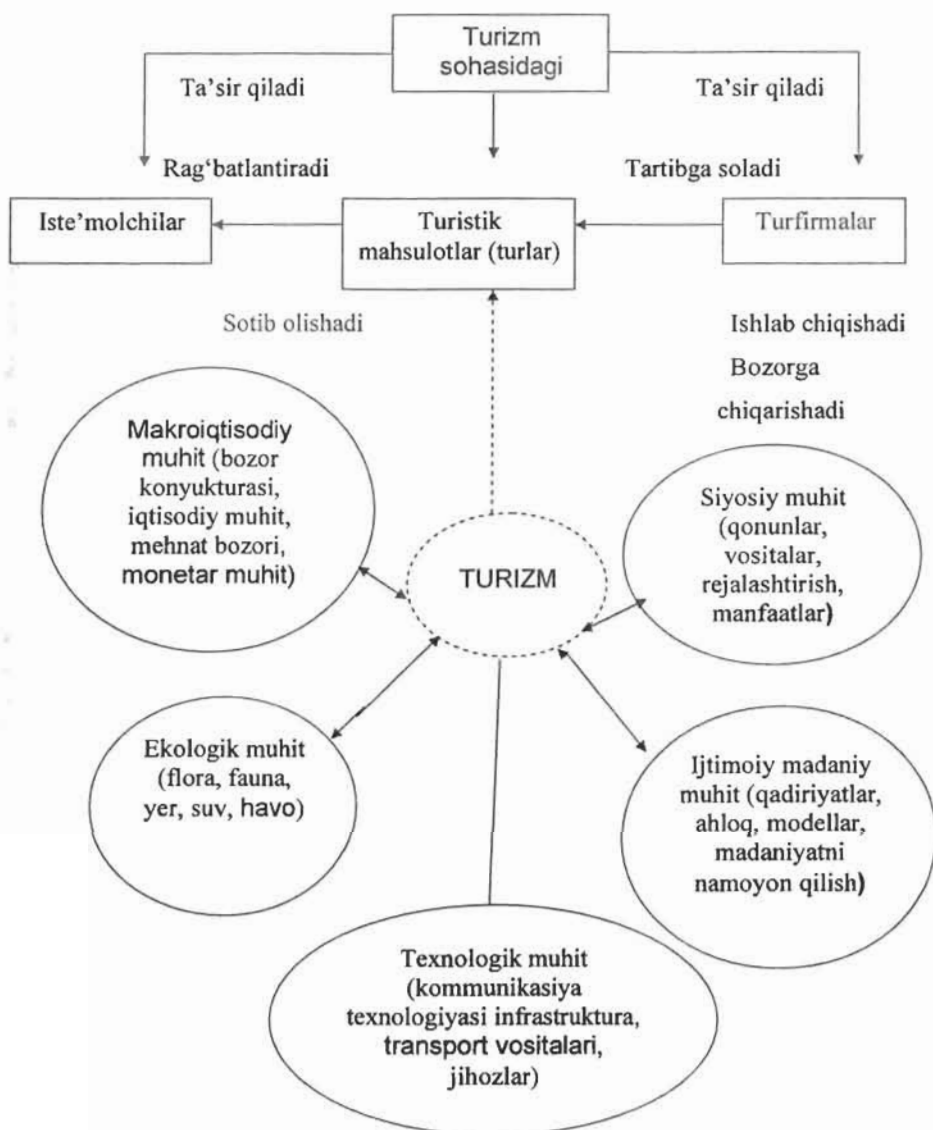 Turizm
sohasidagi
Ta'sir qiladi
Ta'sir qiladi
Rag‘batlantiradi
Tartibga soladi
Iste'molchilar
Turistik
mahsulotlar (turlar)
Turfirmalar
Sotib olishadi
Ishlab chiqishadi
Bozorga
chiqarishadi
Makroiqtisodiy
muhit (bozor
konyukturasi,
iqtisodiy muhit,
mehnat bozori,
monetar muhit)
Siyosiy muhit
(qonunlar,
vositalar,
rejalashtirish,
manfaatlar)
TURIZM
Ekologik muhit
(flora, fauna,
yer, suv, havo)
Ijtimoiy madaniy
muhit (qadiriyatlar,
ahloq, modellar,
madaniyatni
namoyon qilish)
Texnologik muhit
(kommunikasiya
texnologiyasi infrastruktura,
transport vositalari,
jihozlar)